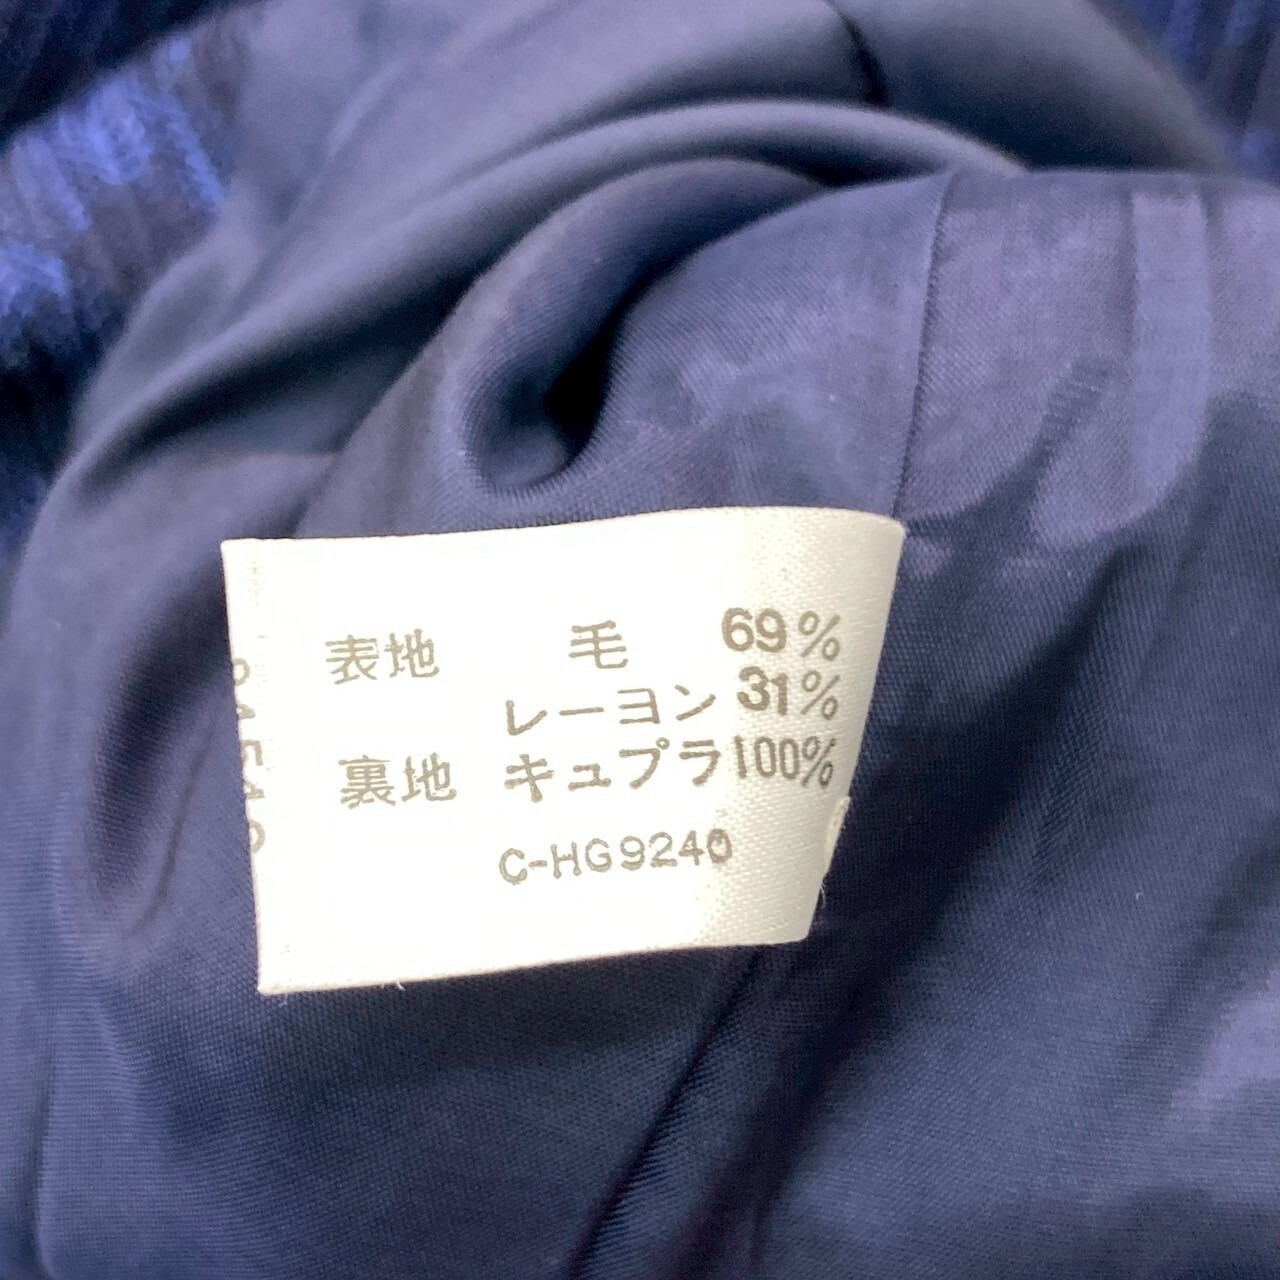 表地 毛 69%
レーヨン 31%
裏地 キュプラ 100%
C-HG9240